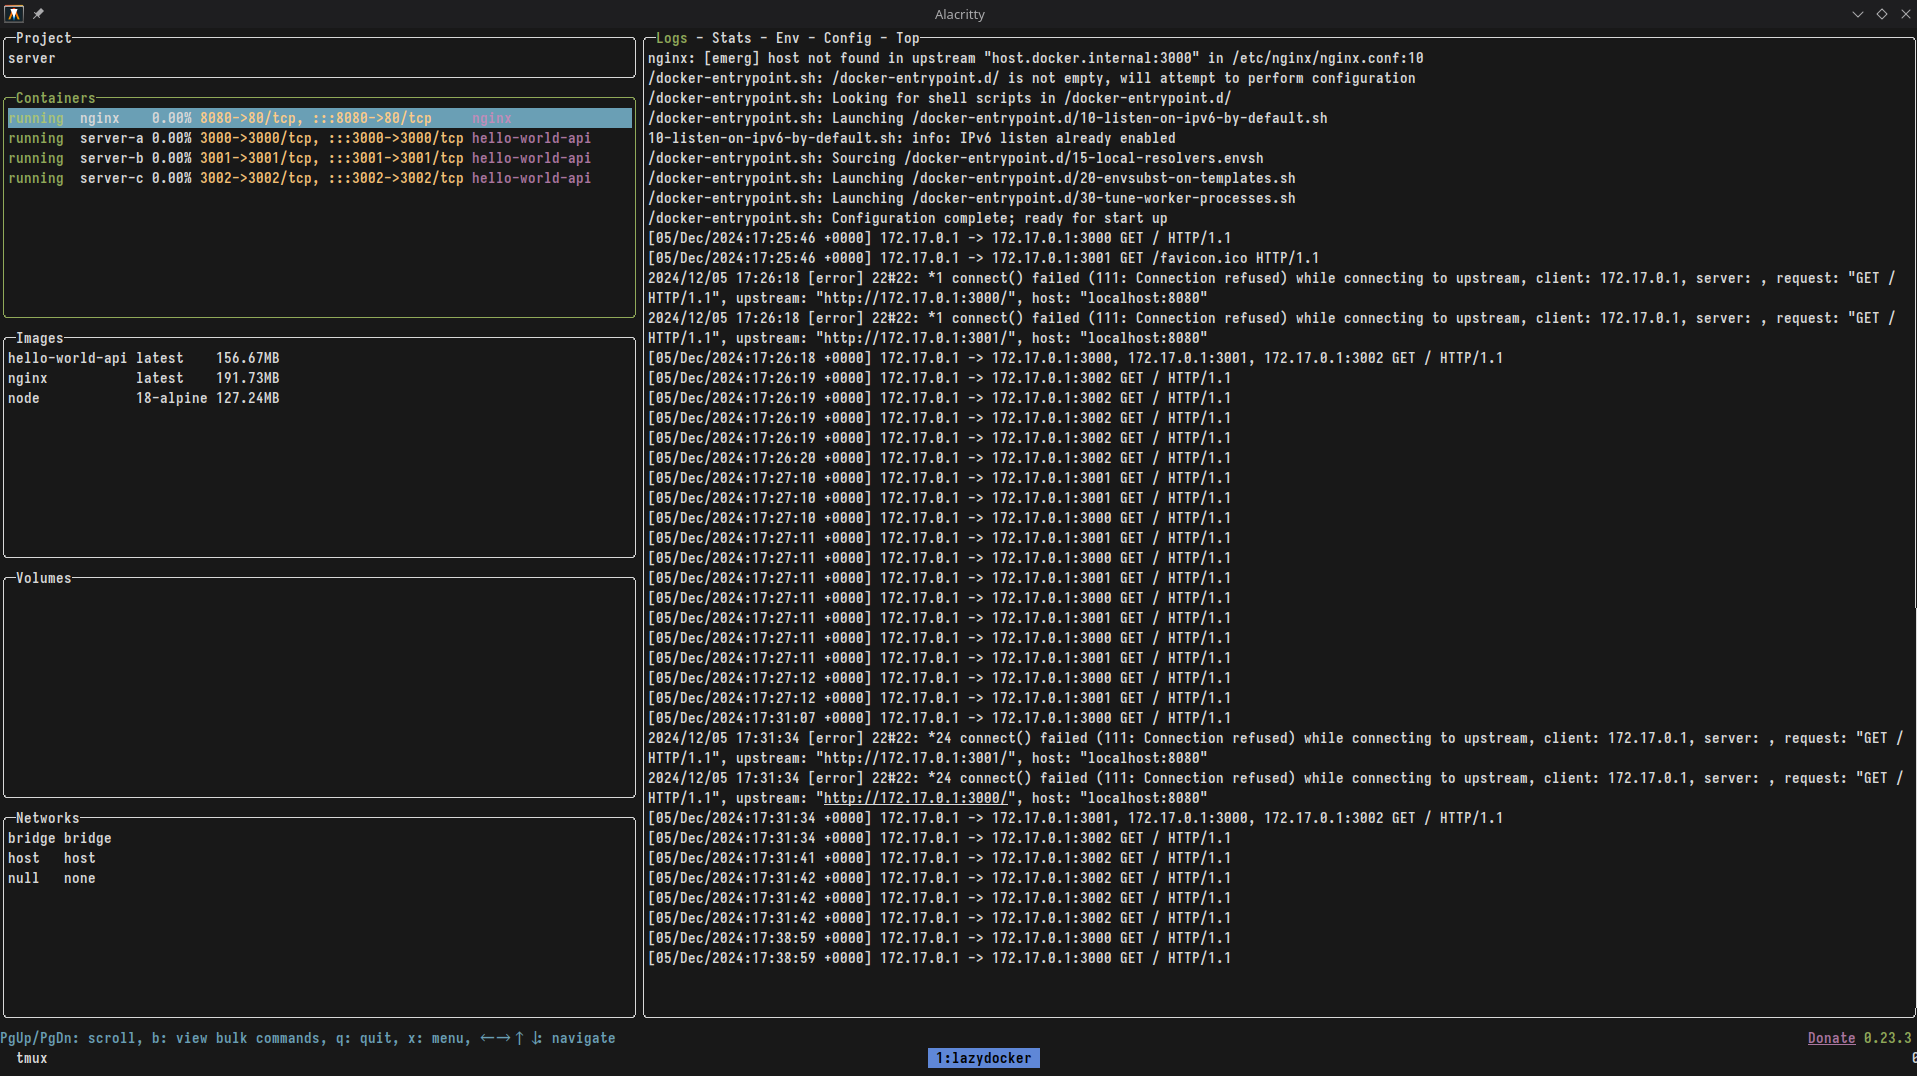 Alacritty
Project
server
Containers
running nginx 0.00% 8080->80/tcp, :::8080->80/tcp nginx
running server-a 0.00% 3000->3000/tcp, :::3000->3000/tcp hello-world-api
running server-b 0.00% 3001->3001/tcp, :::3001->3001/tcp hello-world-api
running server-c 0.00% 3002->3002/tcp, :::3002->3002/tcp hello-world-api
Images
hello-world-api latest 156.67MB
nginx latest 191.73MB
node 18-alpine 127.24MB
Volumes
Networks
bridge bridge
host host
null none
Logs - Stats - Env - Config - Top
nginx: [emerg] host not found in upstream "host.docker.internal:3000" in /etc/nginx/nginx.conf:10
/docker-entrypoint.sh: /docker-entrypoint.d/ is not empty, will attempt to perform configuration
/docker-entrypoint.sh: Looking for shell scripts in /docker-entrypoint.d/
/docker-entrypoint.sh: Launching /docker-entrypoint.d/10-listen-on-ipv6-by-default.sh
10-listen-on-ipv6-by-default.sh: info: IPv6 listen already enabled
/docker-entrypoint.sh: Sourcing /docker-entrypoint.d/15-local-resolvers.envsh
/docker-entrypoint.sh: Launching /docker-entrypoint.d/20-envsubst-on-templates.sh
/docker-entrypoint.sh: Launching /docker-entrypoint.d/30-tune-worker-processes.sh
/docker-entrypoint.sh: Configuration complete; ready for start up
[05/Dec/2024:17:25:46 +0000] 172.17.0.1 -> 172.17.0.1:3000 GET / HTTP/1.1
[05/Dec/2024:17:25:46 +0000] 172.17.0.1 -> 172.17.0.1:3001 GET /favicon.ico HTTP/1.1
2024/12/05 17:26:18 [error] 22#22: *1 connect() failed (111: Connection refused) while connecting to upstream, client: 172.17.0.1, server: , request: "GET /
HTTP/1.1", upstream: "http://172.17.0.1:3000/", host: "localhost:8080"
2024/12/05 17:26:18 [error] 22#22: *1 connect() failed (111: Connection refused) while connecting to upstream, client: 172.17.0.1, server: , request: "GET /
HTTP/1.1", upstream: "http://172.17.0.1:3001/", host: "localhost:8080"
[05/Dec/2024:17:26:18 +0000] 172.17.0.1 -> 172.17.0.1:3000, 172.17.0.1:3001, 172.17.0.1:3002 GET / HTTP/1.1
[05/Dec/2024:17:26:19 +0000] 172.17.0.1 -> 172.17.0.1:3002 GET / HTTP/1.1
[05/Dec/2024:17:26:19 +0000] 172.17.0.1 -> 172.17.0.1:3002 GET / HTTP/1.1
[05/Dec/2024:17:26:19 +0000] 172.17.0.1 -> 172.17.0.1:3002 GET / HTTP/1.1
[05/Dec/2024:17:26:19 +0000] 172.17.0.1 -> 172.17.0.1:3002 GET / HTTP/1.1
[05/Dec/2024:17:26:20 +0000] 172.17.0.1 -> 172.17.0.1:3002 GET / HTTP/1.1
[05/Dec/2024:17:27:10 +0000] 172.17.0.1 -> 172.17.0.1:3001 GET / HTTP/1.1
[05/Dec/2024:17:27:10 +0000] 172.17.0.1 -> 172.17.0.1:3001 GET / HTTP/1.1
[05/Dec/2024:17:27:10 +0000] 172.17.0.1 -> 172.17.0.1:3000 GET / HTTP/1.1
[05/Dec/2024:17:27:11 +0000] 172.17.0.1 -> 172.17.0.1:3001 GET / HTTP/1.1
[05/Dec/2024:17:27:11 +0000] 172.17.0.1 -> 172.17.0.1:3000 GET / HTTP/1.1
[05/Dec/2024:17:27:11 +0000] 172.17.0.1 -> 172.17.0.1:3001 GET / HTTP/1.1
[05/Dec/2024:17:27:11 +0000] 172.17.0.1 -> 172.17.0.1:3000 GET / HTTP/1.1
[05/Dec/2024:17:27:11 +0000] 172.17.0.1 -> 172.17.0.1:3001 GET / HTTP/1.1
[05/Dec/2024:17:27:11 +0000] 172.17.0.1 -> 172.17.0.1:3000 GET / HTTP/1.1
[05/Dec/2024:17:27:11 +0000] 172.17.0.1 -> 172.17.0.1:3001 GET / HTTP/1.1
[05/Dec/2024:17:27:12 +0000] 172.17.0.1 -> 172.17.0.1:3000 GET / HTTP/1.1
[05/Dec/2024:17:27:12 +0000] 172.17.0.1 -> 172.17.0.1:3001 GET / HTTP/1.1
[05/Dec/2024:17:31:07 +0000] 172.17.0.1 -> 172.17.0.1:3000 GET / HTTP/1.1
2024/12/05 17:31:34 [error] 22#22: *24 connect() failed (111: Connection refused) while connecting to upstream, client: 172.17.0.1, server: , request: "GET /
HTTP/1.1", upstream: "http://172.17.0.1:3001/", host: "localhost:8080"
2024/12/05 17:31:34 [error] 22#22: *24 connect() failed (111: Connection refused) while connecting to upstream, client: 172.17.0.1, server: , request: "GET /
HTTP/1.1", upstream: "http://172.17.0.1:3000/", host: "localhost:8080"
[05/Dec/2024:17:31:34 +0000] 172.17.0.1 -> 172.17.0.1:3001, 172.17.0.1:3000, 172.17.0.1:3002 GET / HTTP/1.1
[05/Dec/2024:17:31:34 +0000] 172.17.0.1 -> 172.17.0.1:3002 GET / HTTP/1.1
[05/Dec/2024:17:31:41 +0000] 172.17.0.1 -> 172.17.0.1:3002 GET / HTTP/1.1
[05/Dec/2024:17:31:42 +0000] 172.17.0.1 -> 172.17.0.1:3002 GET / HTTP/1.1
[05/Dec/2024:17:31:42 +0000] 172.17.0.1 -> 172.17.0.1:3002 GET / HTTP/1.1
[05/Dec/2024:17:31:42 +0000] 172.17.0.1 -> 172.17.0.1:3002 GET / HTTP/1.1
[05/Dec/2024:17:38:59 +0000] 172.17.0.1 -> 172.17.0.1:3000 GET / HTTP/1.1
[05/Dec/2024:17:38:59 +0000] 172.17.0.1 -> 172.17.0.1:3000 GET / HTTP/1.1
PgUp/PgDn: scroll, b: view bulk commands, q: quit, x: menu, ←→↑↓: navigate
Donate 0.23.3
tmux
1:lazydocker